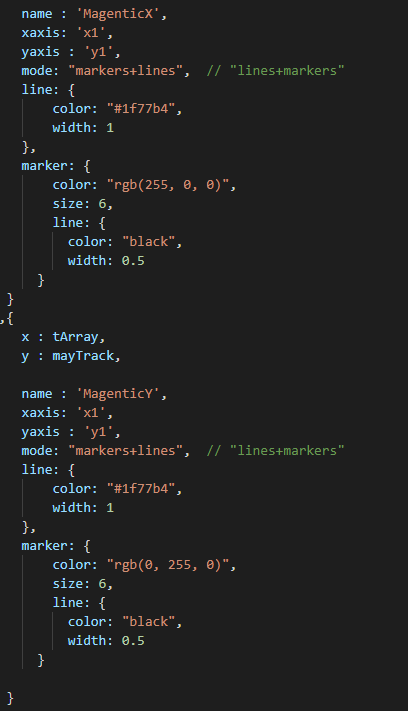 name : 'MagenticX',
xaxis: 'x1',
yaxis : 'y1',
mode: "markers+lines",  // "lines+markers"
line: {
    color: "#1f77b4",
    width: 1
},
marker: {
    color: "rgb(255, 0, 0)",
    size: 6,
    line: {
      color: "black",
      width: 0.5
  }
}
,{
  x : tArray,
  y : mayTrack,

  name : 'MagenticY',
  xaxis: 'x1',
  yaxis : 'y1',
  mode: "markers+lines",  // "lines+markers"
  line: {
      color: "#1f77b4",
      width: 1
  },
  marker: {
      color: "rgb(0, 255, 0)",
      size: 6,
      line: {
        color: "black",
        width: 0.5
    }

}